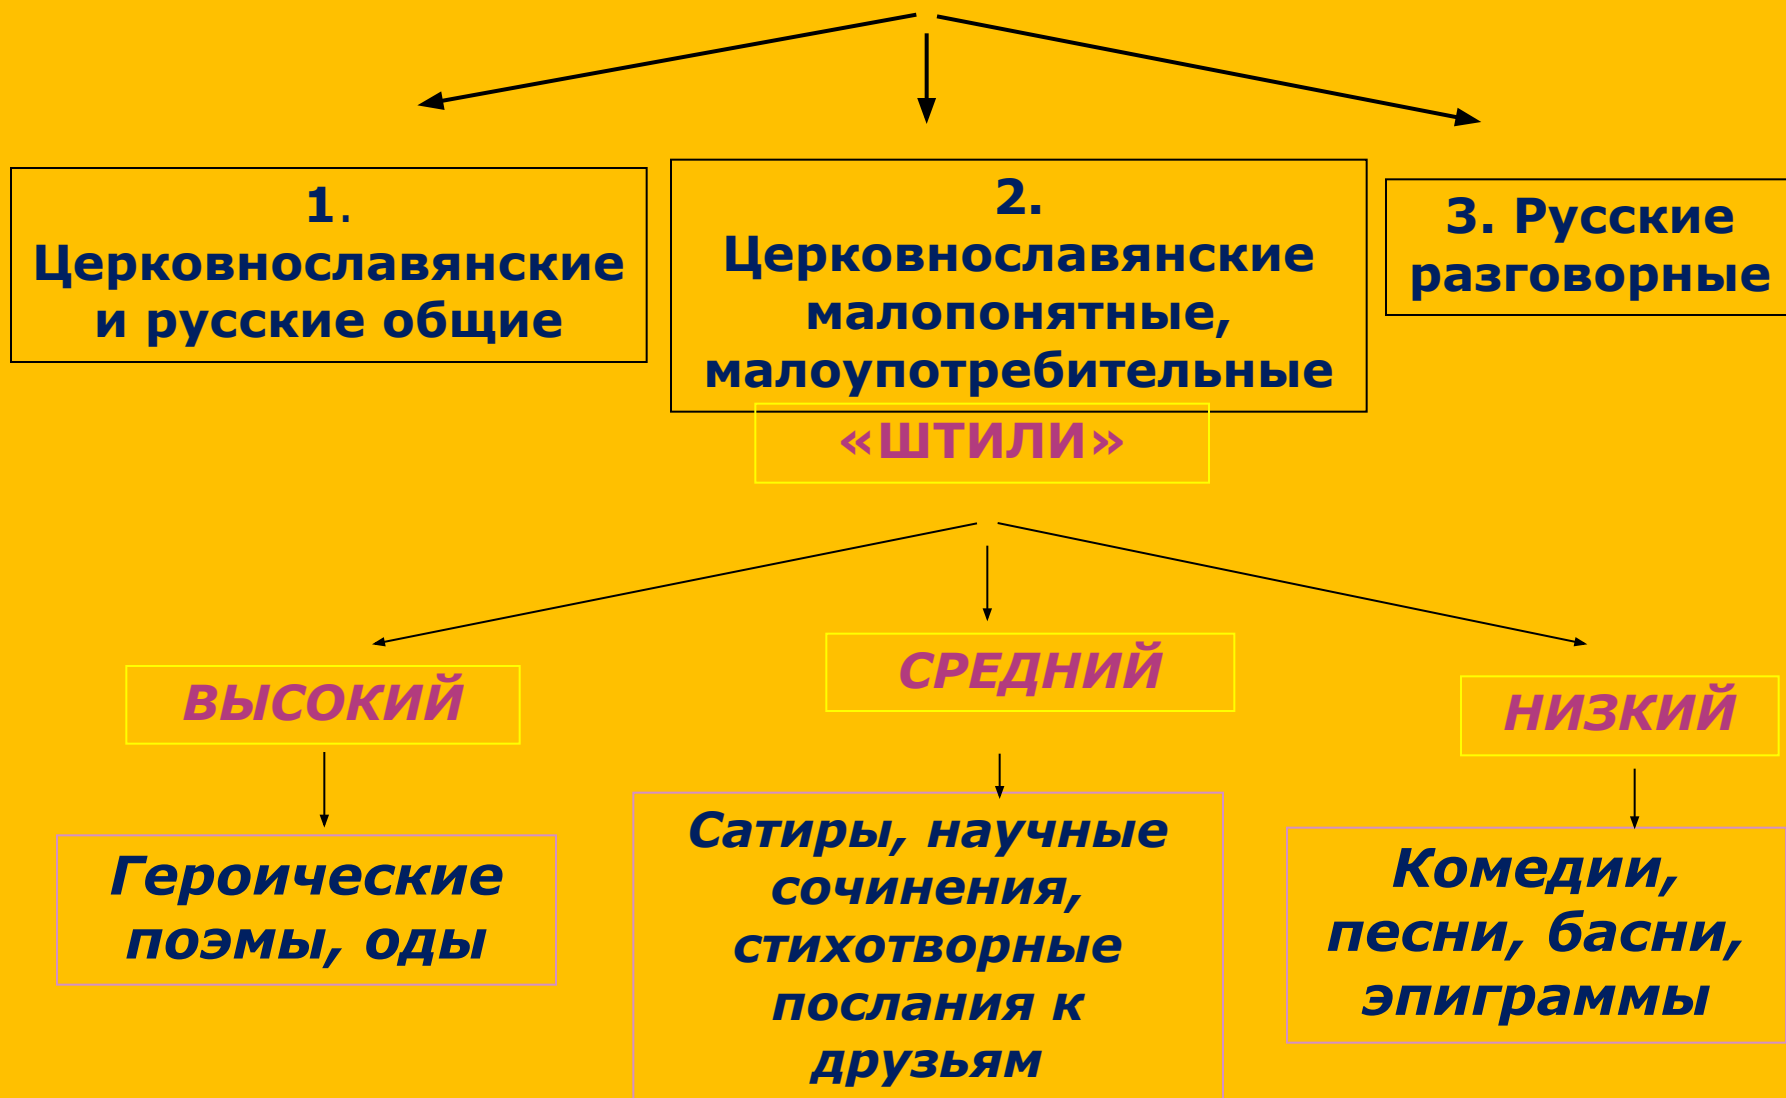 1.
Церковнославянские
и русские общие
2.
Церковнославянские
малопонятные,
малоупотребительные
3. Русские
разговорные
«ШТИЛИ»
ВЫСОКИЙ
СРЕДНИЙ
НИЗКИЙ
Героические
поэмы, оды
Сатиры, научные
сочинения,
стихотворные
послания к
друзьям
Комедии,
песни, басни,
эпиграммы